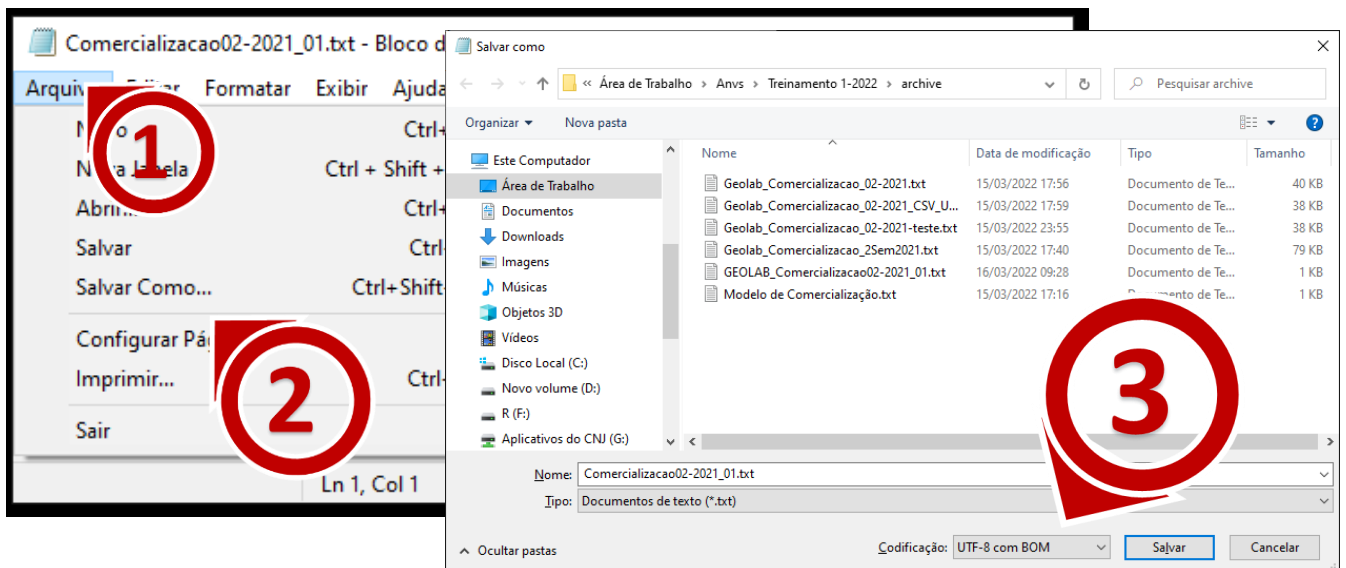 Comercializacao02-2021_01.txt - Bloco d
Formatar Exibir Ajuda
1
Ctrl+
Ctrl + Shift +
Ctrl+
Salvar Ctrl
Salvar Como... Ctrl+Shift
Configurar Pá
Imprimir... Ctrl
2
Sair
Ln 1, Col 1
Salvar como
« Área de Trabalho > Anvs > Treinamento 1-2022 > archive
Pesquisar archive
Organizar Nova pasta
Este Computador
Área de Trabalho
Documentos
Downloads
Imagens
Músicas
Objetos 3D
Vídeos
Disco Local (C:)
Novo volume (D:)
R (F:)
Aplicativos do CNJ (G:)
Nome Data de modificação Tipo Tamanho
Geolab_Comercializacao_02-2021.txt 15/03/2022 17:56 Documento de Te... 40 KB
Geolab_Comercializacao_02-2021_CSV_U... 15/03/2022 17:59 Documento de Te... 38 KB
Geolab_Comercializacao_02-2021-teste.txt 15/03/2022 23:55 Documento de Te... 38 KB
Geolab_Comercializacao_2Sem2021.txt 15/03/2022 17:40 Documento de Te... 79 KB
GEOLAB_Comercializacao02-2021_01.txt 16/03/2022 09:28 Documento de Te... 1 KB
Modelo de Comercialização.txt 15/03/2022 17:16 de Te... 1 KB
3
Nome: Comercializacao02-2021_01.txt
Tipo: Documentos de texto (*.txt)
Ocultar pastas
Codificação: UTF-8 com BOM Salvar Cancelar